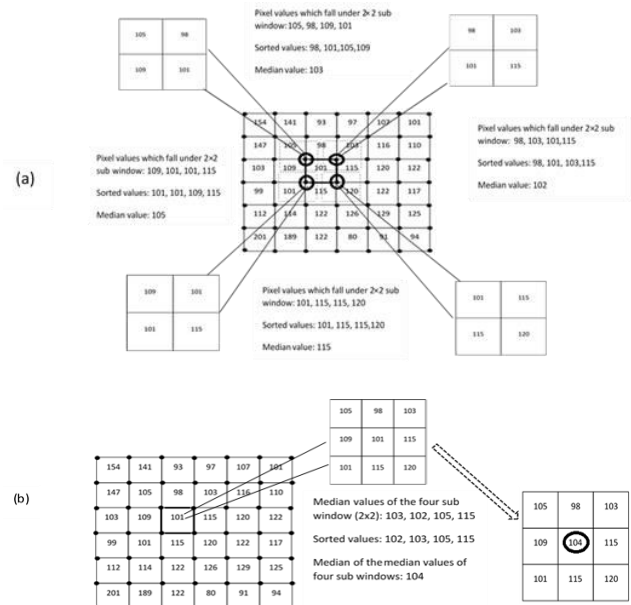 105 98
109 101
Pixel values which fall under 2×2 sub
window: 105, 98, 109, 101
Sorted values: 98, 101,105,109
Median value: 103
98 103
101 115
(a)
Pixel values which fall under 2×2
sub window: 109, 101, 101, 115
Sorted values: 101, 101, 109, 115
Median value: 105
154 141 93 97 107 101
147 105 98 103 116 110
103 109 101 115 120 122
99 101 115 120 122 117
112 114 122 126 129 125
201 189 122 80 91 94
Pixel values which fall under 2×2 sub
window: 98, 103, 101,115
Sorted values: 98, 101, 103,115
Median value: 102
109 101
101 115
Pixel values which fall under 2×2 sub
window: 101, 115, 115, 120
Sorted values: 101, 115, 115,120
Median value: 115
101 115
115 120
(b)
154 141 93 97 107 101
147 105 98 103 116 110
103 109 101 115 120 122
99 101 115 120 122 117
112 114 122 126 129 125
201 189 122 80 91 94
105 98 103
109 101 115
101 115 120
Median values of the four sub
window (2x2): 103, 102, 105, 115
Sorted values: 102, 103, 105, 115
Median of the median values of
four sub windows: 104
105 98 103
109 104 115
101 115 120